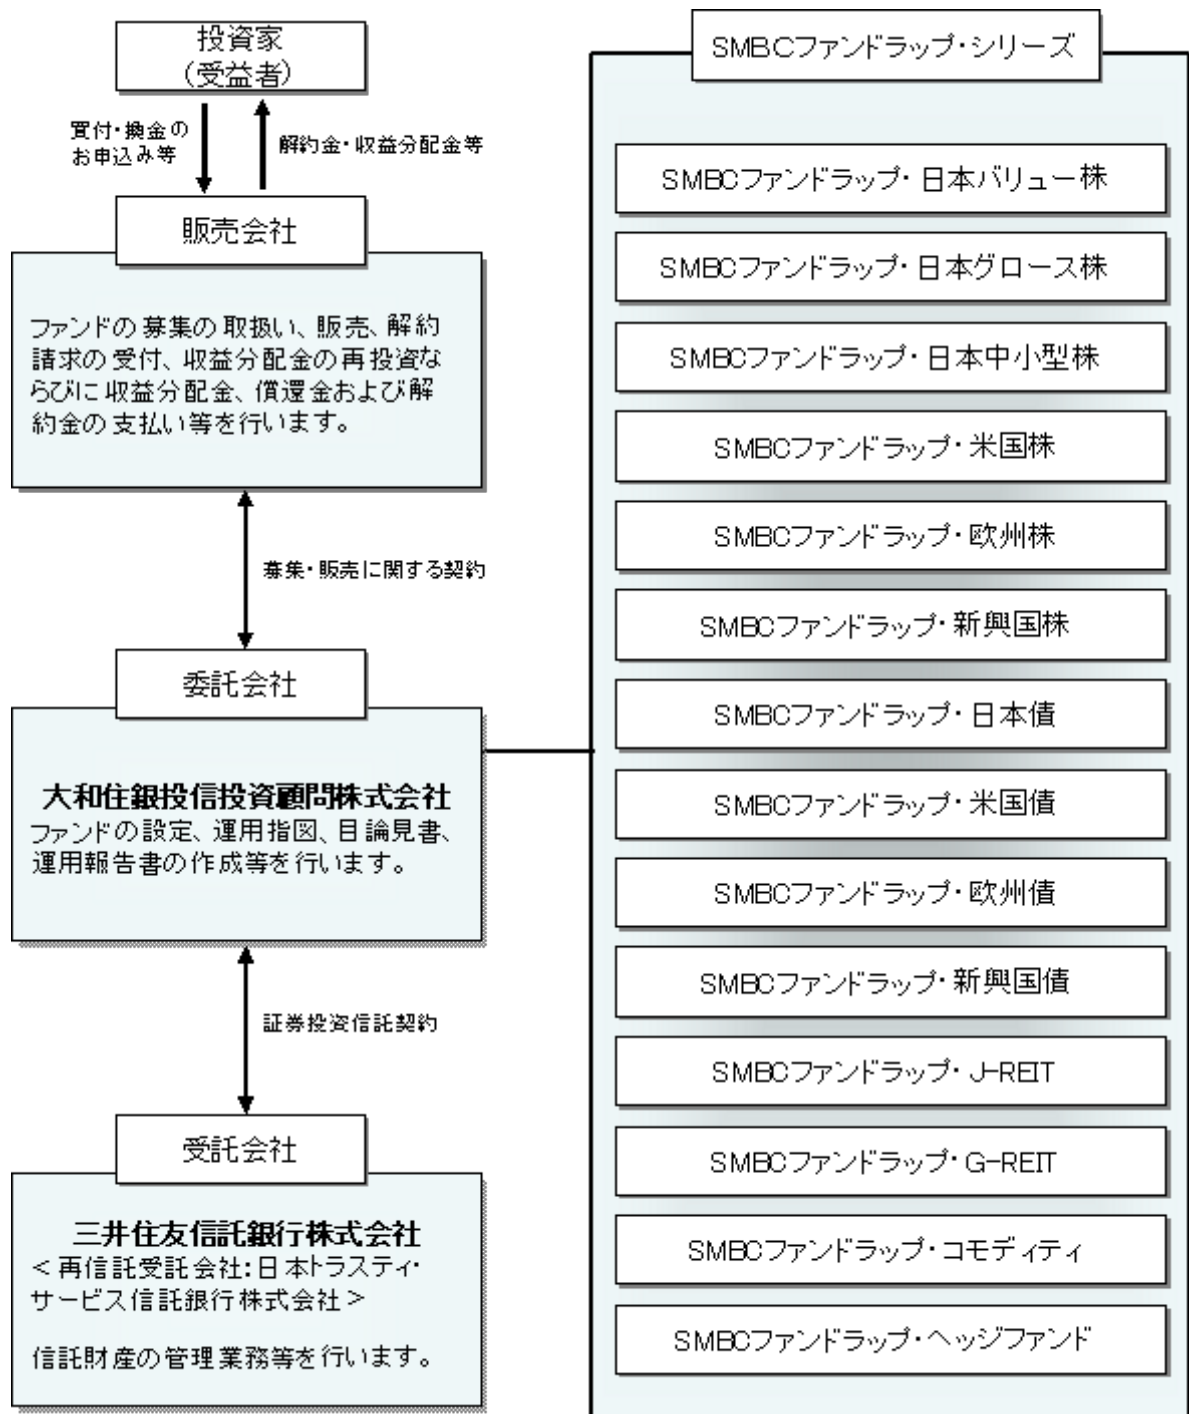 投資家
(受益者)
買付・換金の
お申込み等
解約金・収益分配金等
販売会社
ファンドの募集の取扱い、販売、解約
請求の受付、収益分配金の再投資な
らびに収益分配金、償還金および解
約金の支払い等を行います。
募集・販売に関する契約
委託会社
大和住銀投信投資顧問株式会社
ファンドの設定、運用指図、目論見書、
運用報告書の作成等を行います。
証券投資信託契約
受託会社
三井住友信託銀行株式会社
<再信託受託会社:日本トラスティ・
サービス信託銀行株式会社>
信託財産の管理業務等を行います。
SMBCファンドラップ・シリーズ
SMBCファンドラップ・日本バリュー株
SMBCファンドラップ・日本グロース株
SMBCファンドラップ・日本中小型株
SMBCファンドラップ・米国株
SMBCファンドラップ・欧州株
SMBCファンドラップ・新興国株
SMBCファンドラップ・日本債
SMBCファンドラップ・米国債
SMBCファンドラップ・欧州債
SMBCファンドラップ・新興国債
SMBCファンドラップ・J-REIT
SMBCファンドラップ・G-REIT
SMBCファンドラップ・コモディティ
SMBCファンドラップ・ヘッジファンド